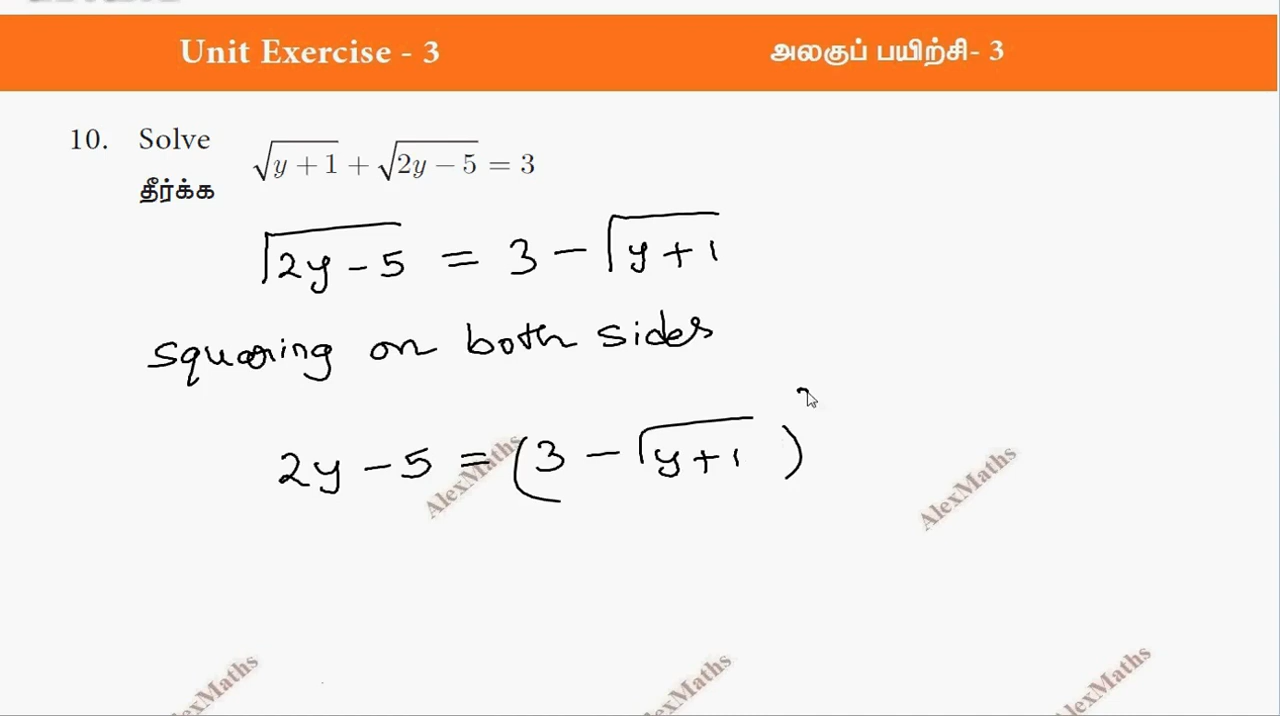 Unit Exercise - 3
அலகுப் பயிற்சி- 3
10. Solve √(y + 1) + √(2y − 5) = 3
தீர்க்க
√(2y − 5) = 3 − √(y + 1)
squaring on both sides
2y − 5 = (3 − √(y + 1))²
AlexMaths
AlexMaths
AlexMaths
AlexMaths
AlexMaths